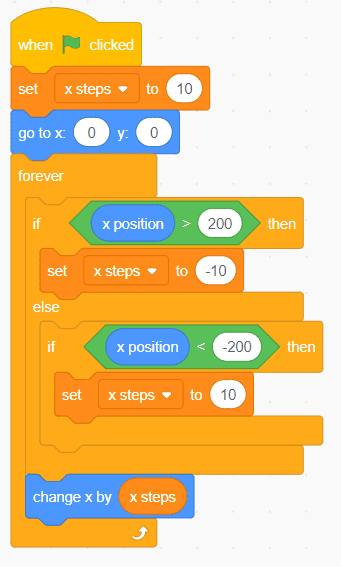 when clicked
set x steps to 10
go to x: 0 y: 0
forever
if x position > 200 then
set x steps to -10
else
if x position < -200 then
set x steps to 10
change x by x steps